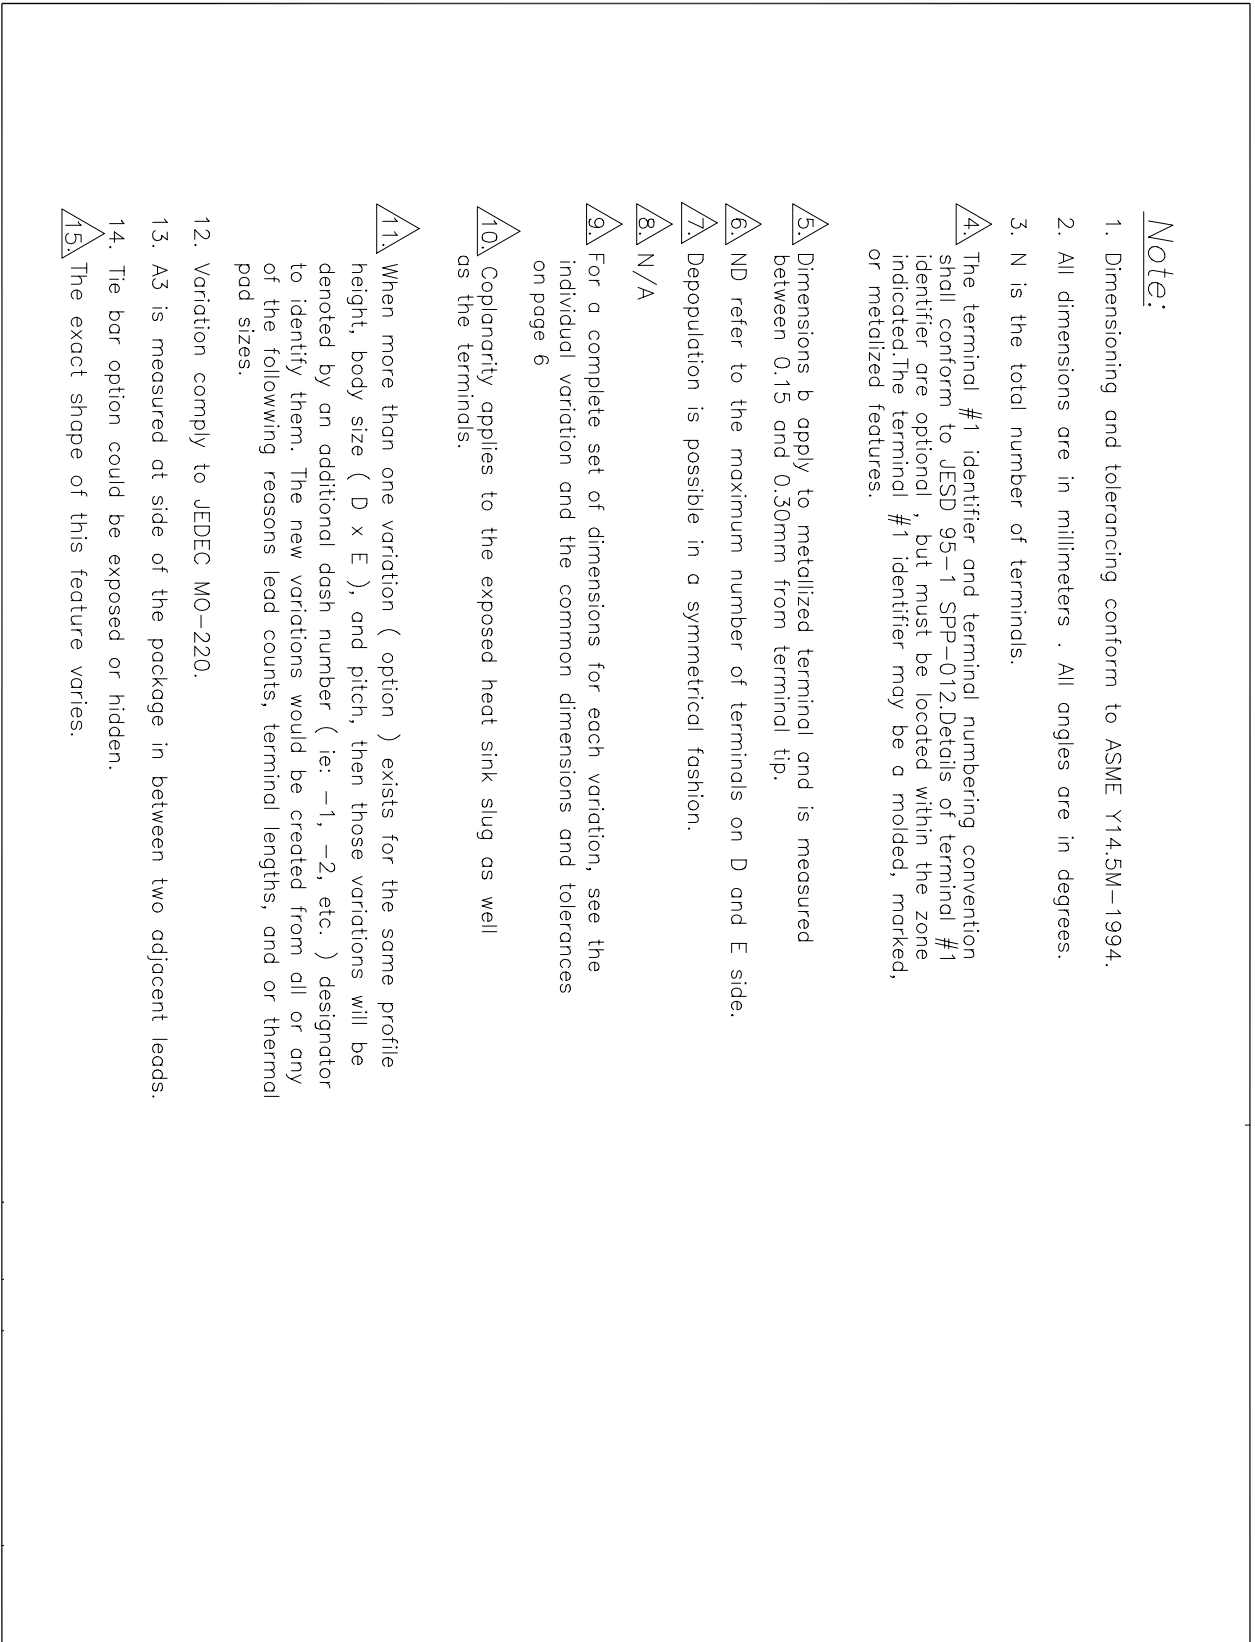 Note:
1. Dimensioning and tolerancing conform to ASME Y14.5M-1994.
2. All dimensions are in millimeters . All angles are in degrees.
3. N is the total number of terminals.
4. The terminal #1 identifier and terminal numbering convention
shall conform to JESD 95-1 SPP-012.Details of terminal #1
identifier are optional , but must be located within the zone
indicated.The terminal #1 identifier may be a molded, marked,
or metalized features.
5. Dimensions b apply to metallized terminal and is measured
between 0.15 and 0.30mm from terminal tip.
6. ND refer to the maximum number of terminals on D and E side.
7. Depopulation is possible in a symmetrical fashion.
8. N/A
9. For a complete set of dimensions for each variation, see the
individual variation and the common dimensions and tolerances
on page 6
10. Coplanarity applies to the exposed heat sink slug as well
as the terminals.
11. When more than one variation ( option ) exists for the same profile
height, body size ( D x E ), and pitch, then those variations will be
denoted by an additional dash number ( ie: -1, -2, etc. ) designator
to identify them. The new variations would be created from all or any
of the followwing reasons lead counts, terminal lengths, and or thermal
pad sizes.
12. Variation comply to JEDEC MO-220.
13. A3 is measured at side of the package in between two adjacent leads.
14. Tie bar option could be exposed or hidden.
15. The exact shape of this feature varies.